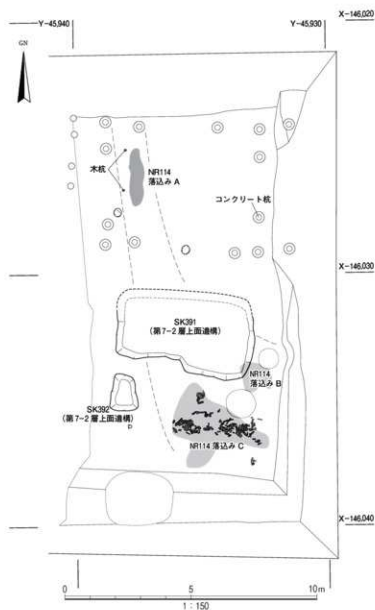 Y-45,940
Y-45,930
X-146,020
GN
木杭
NR114
落込み A
コンクリート杭
X-146,030
SK391
(第7-2 層上面遺構)
NR114
落込み B
SK392
(第7-2 層上面遺構)
NR114 落込み C
X-146,040
0
5
10m
1 : 150